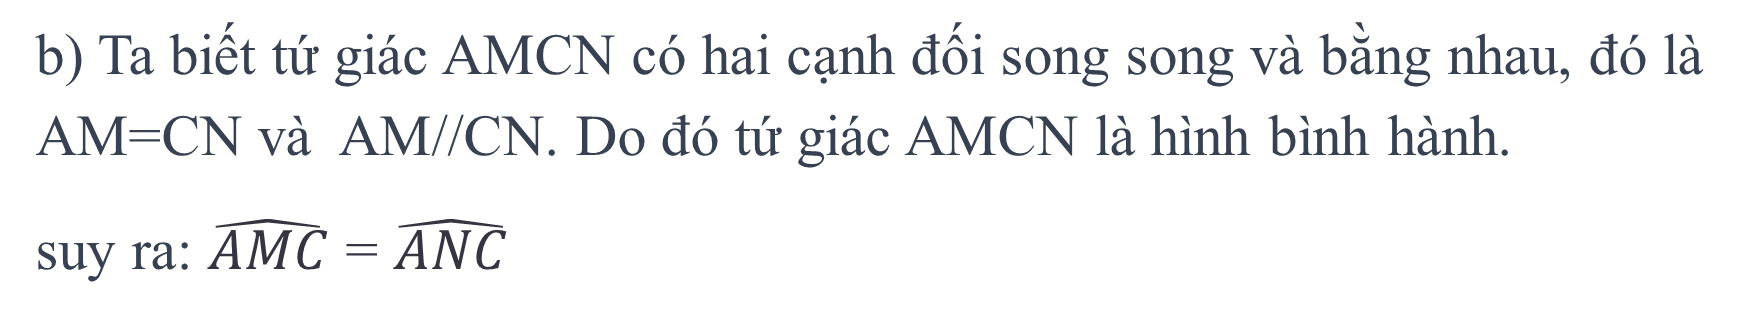 b) Ta biết tứ giác AMCN có hai cạnh đối song song và bằng nhau, đó là
AM=CN và AM//CN. Do đó tứ giác AMCN là hình bình hành.
suy ra: $\widehat{AMC} = \widehat{ANC}$